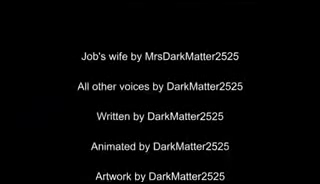 Job's wife by MrsDarkMatter2525
All other voices by DarkMatter2525
Written by DarkMatter2525
Animated by DarkMatter2525
Artwork by DarkMatter2525